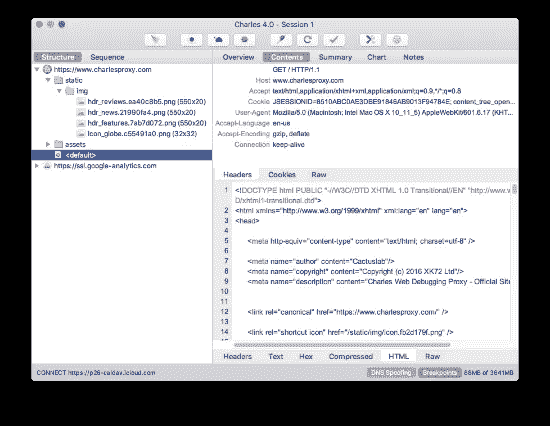 Charles 4.0 - Session 1
Structure Sequence
https://www.charlesproxy.com
static
img
hdr_reviews.ea40c8b5.png (550x20)
hdr_news.21990fa4.png (550x20)
hdr_features.7ab7d072.png (550x20)
icon_globe.c55491a0.png (32x32)
assets
<default>
https://ssl.google-analytics.com
Overview Contents Summary Chart Notes
GET / HTTP/1.1
Host www.charlesproxy.com
Accept text/html,application/xhtml+xml,application/xml;q=0.9,*/*;q=0.8
Cookie content_tree_open...
User-Agent Mozilla/5.0 (Macintosh; Intel Mac OS X 10_11_5) AppleWebKit/601.6.17 (KHT...
Accept-Language en-us
Accept-Encoding gzip, deflate
Connection keep-alive
Headers Cookies Raw
1 <!DOCTYPE html PUBLIC "-//W3C//DTD XHTML 1.0 Transitional//EN" "http://www.w
D/xhtml1-transitional.dtd">
2 <html xmlns="http://www.w3.org/1999/xhtml" xml:lang="en" lang="en">
3 <head>
4
5 <meta http-equiv="content-type" content="text/html; charset=utf-8" />
6
7 <meta name="author" content="Cactuslab" />
8 <meta name="copyright" content="Copyright (c) 2016 XK72 Ltd" />
9 <meta name="description" content="Charles Web Debugging Proxy - Official Site
10
11
12 <link rel="canonical" href="https://www.charlesproxy.com/" />
13
14 <link rel="shortcut icon" href="/static/img/icon.fb2d179f.png" />
Headers Text Hex Compressed HTML Raw
CONNECT https://p26-caldav.icloud.com
DNS Spoofing Breakpoints 88MB of 3641MB